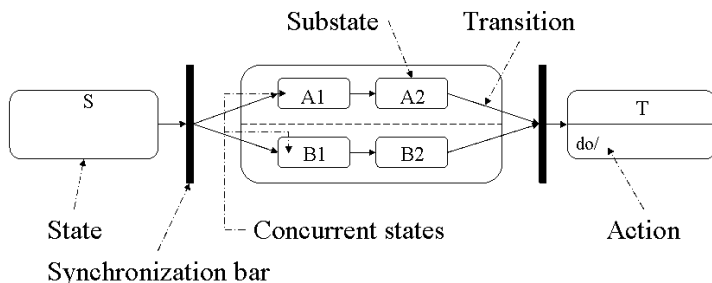 Substate
Transition
S
A1
A2
T
B1
B2
do/
State
Concurrent states
Action
Synchronization bar